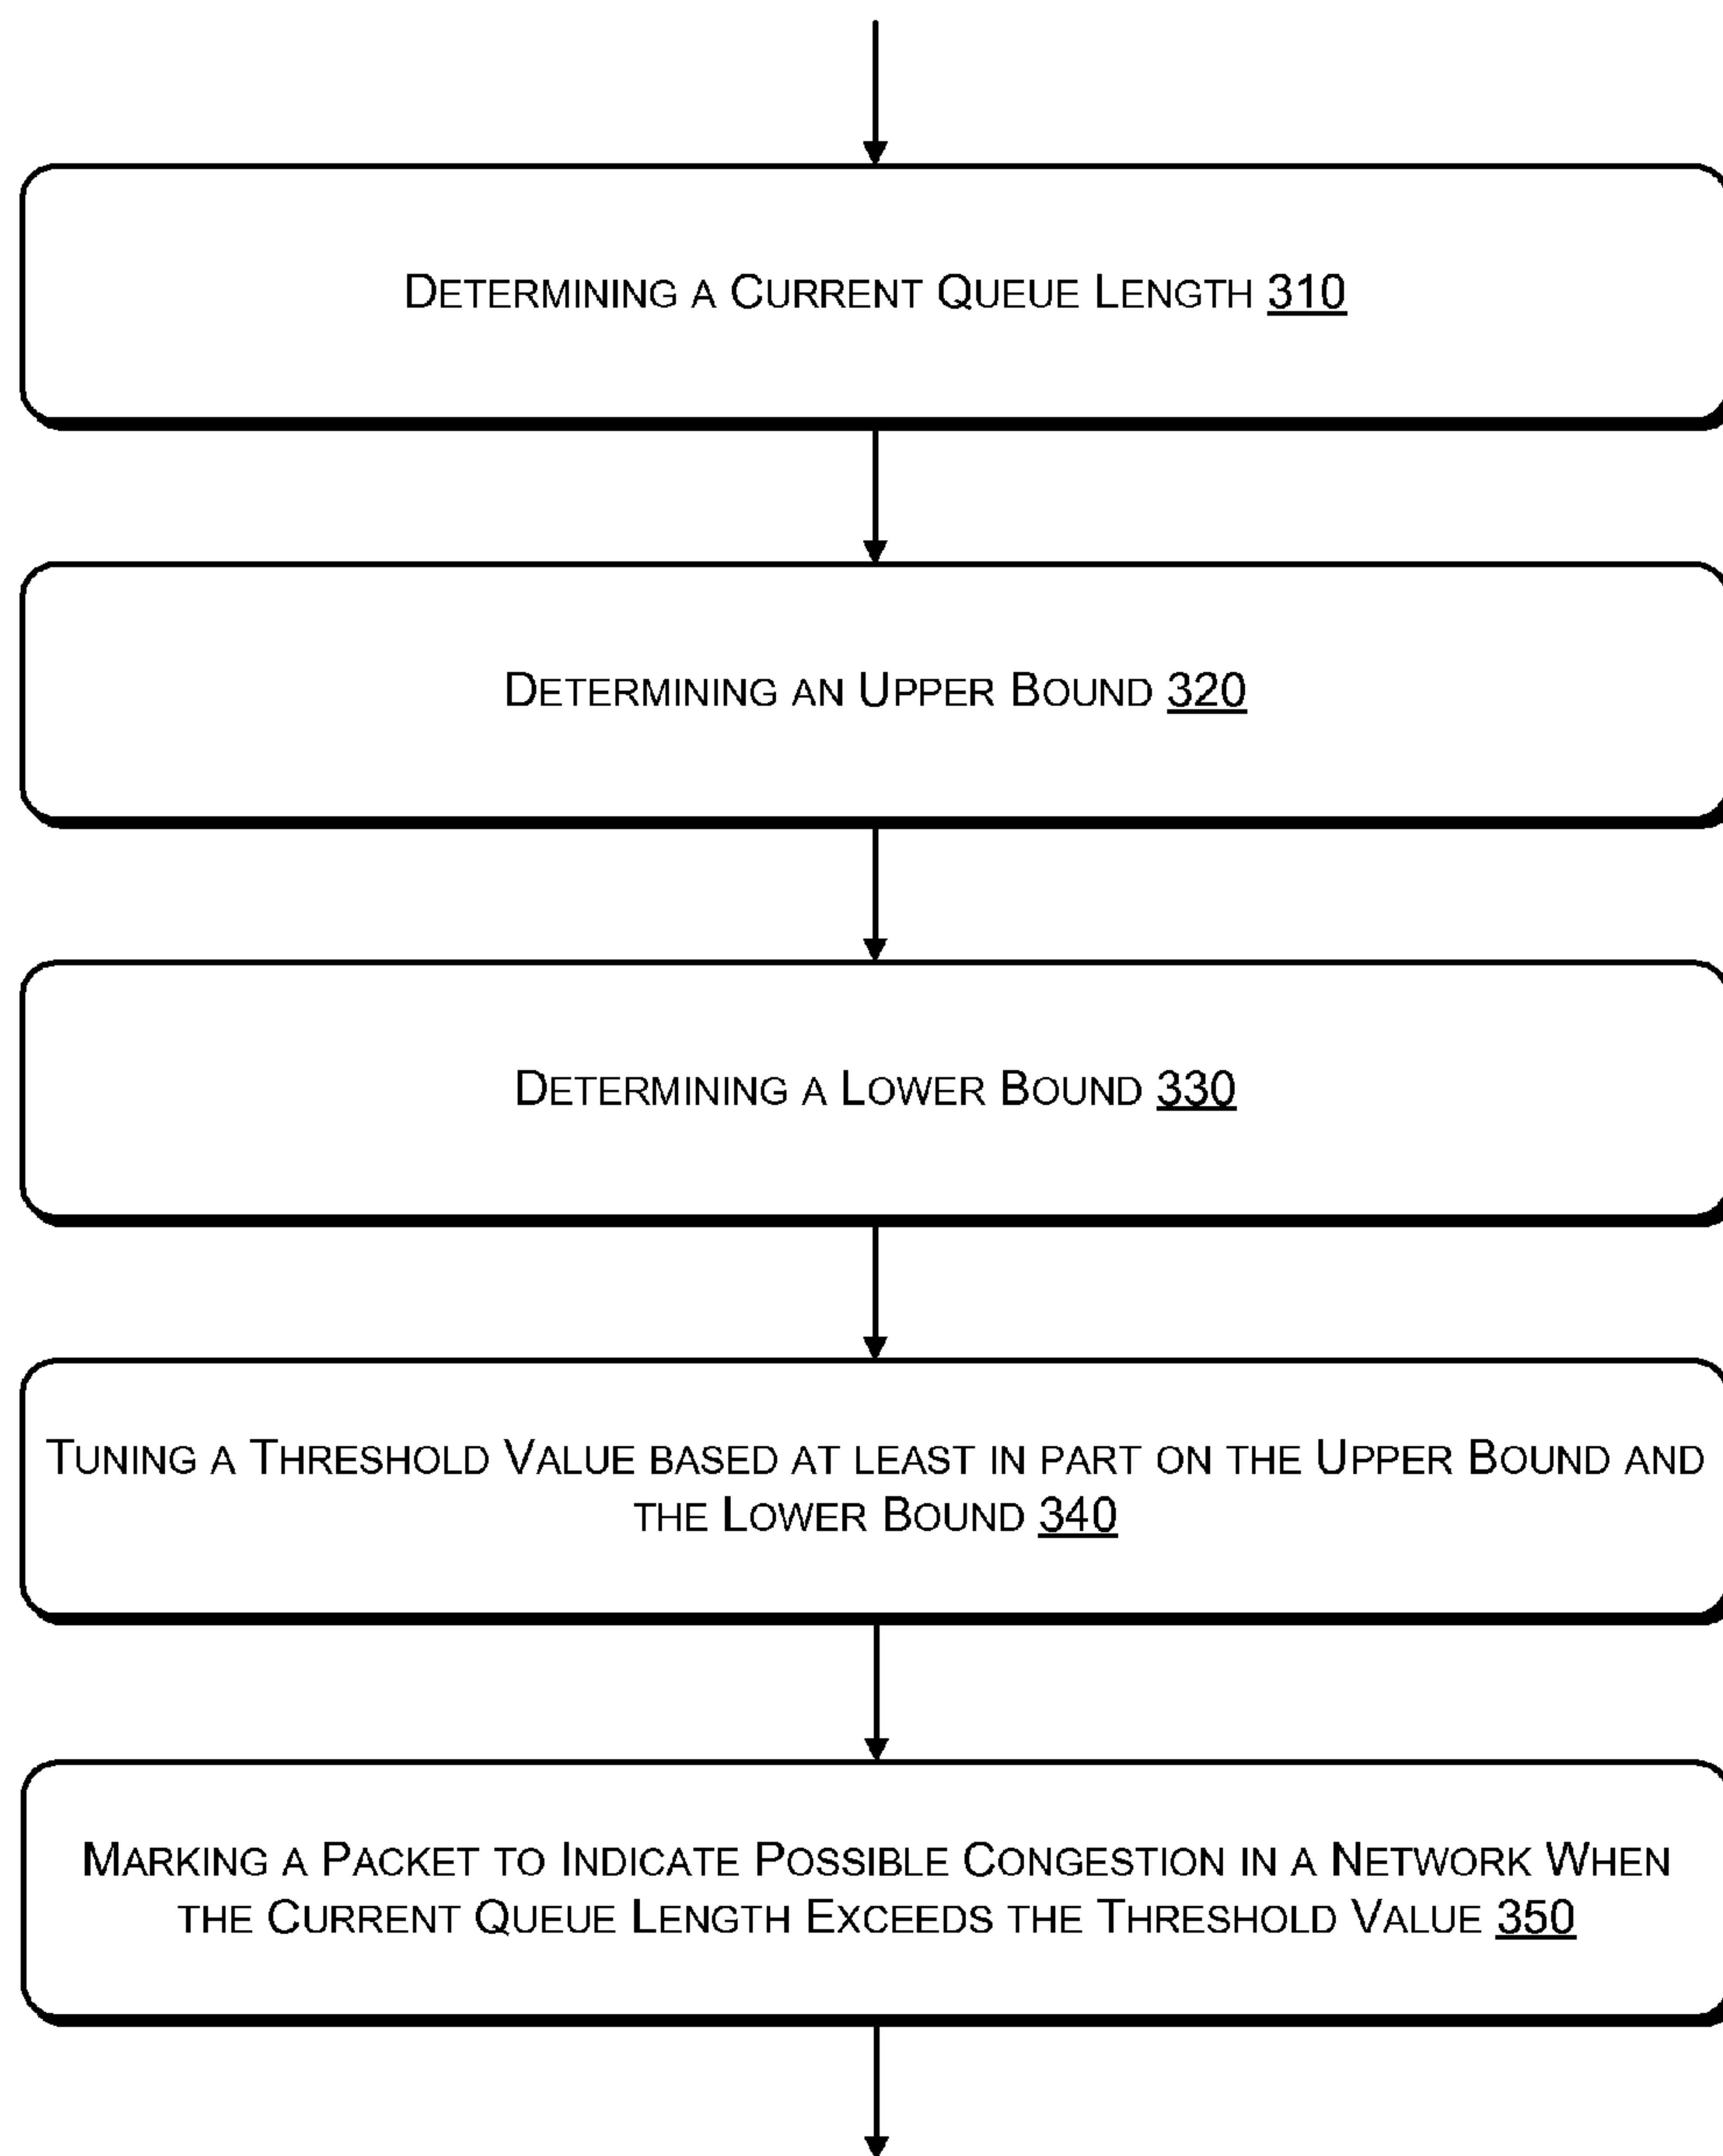 Determining a Current Queue Length 310
Determining an Upper Bound 320
Determining a Lower Bound 330
Tuning a Threshold Value based at least in part on the Upper Bound and
the Lower Bound 340
Marking a Packet to Indicate Possible Congestion in a Network When
the Current Queue Length Exceeds the Threshold Value 350